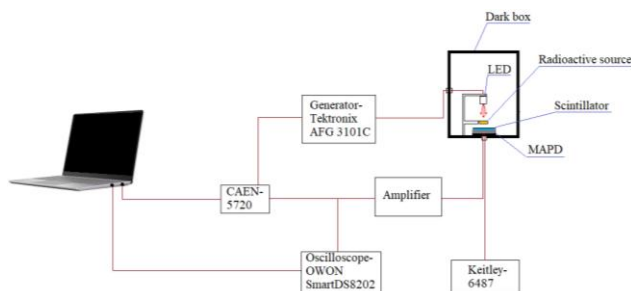 Dark box
LED
Radioactive source
Generator-
Tektronix
AFG 3101C
Scintillator
MAPD
CAEN-
5720
Amplifier
Oscilloscope-
OWON
SmartDS8202
Keitley-
6487